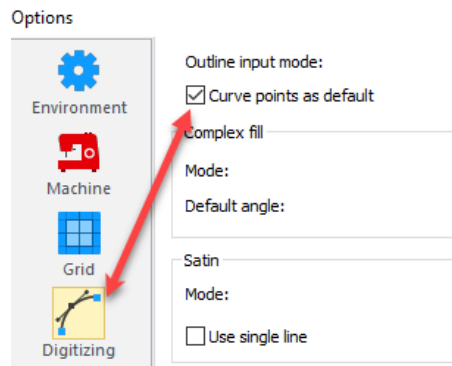 Options
Environment
Machine
Grid
Digitizing
Outline input mode:
Curve points as default
Complex fill
Mode:
Default angle:
Satin
Mode:
Use single line